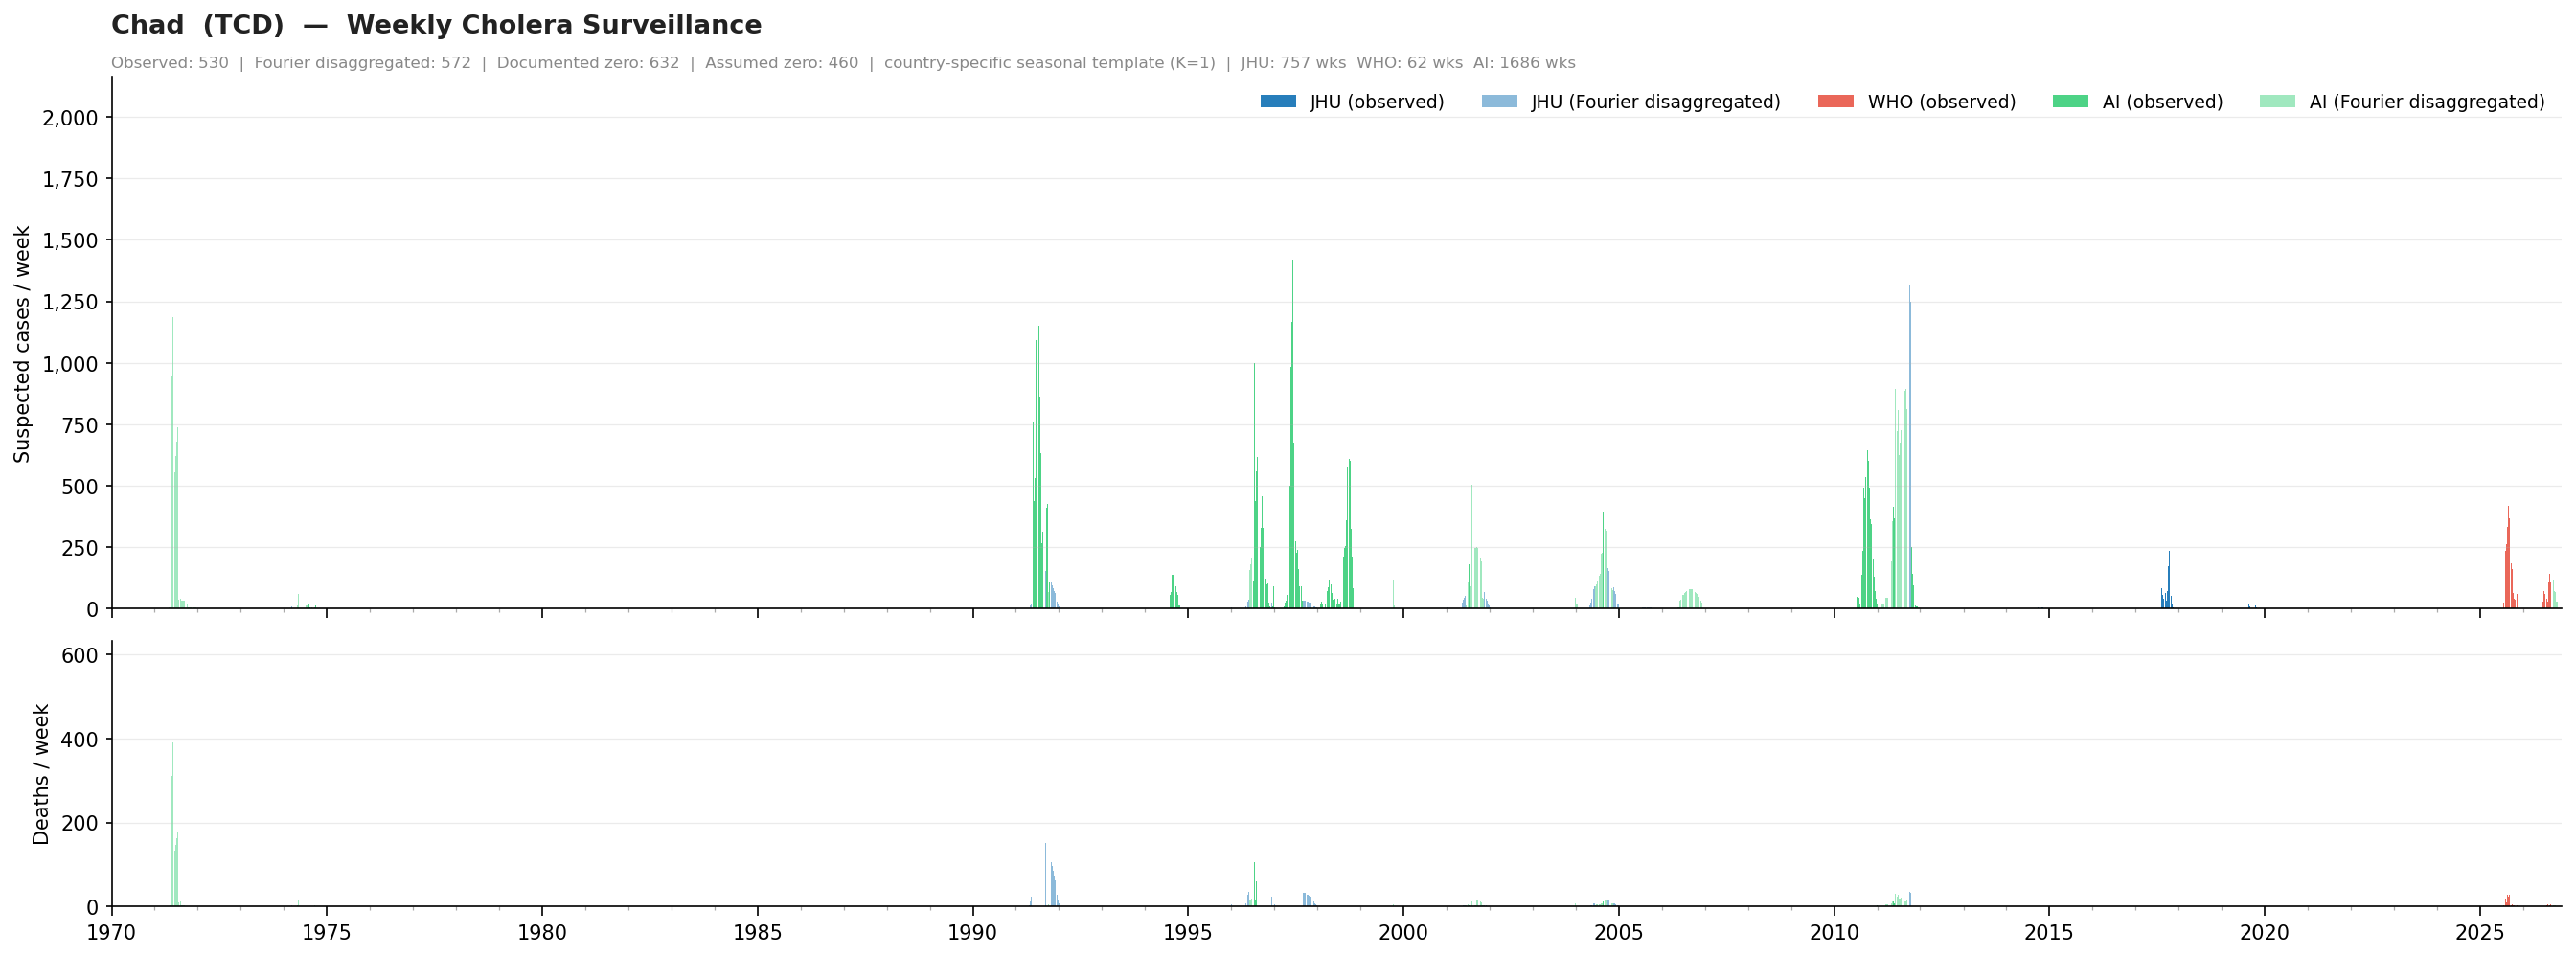 Chad  (TCD)  —  Weekly Cholera Surveillance
Observed: 530  |  Fourier disaggregated: 572  |  Documented zero: 632  |  Assumed zero: 460  |  country-specific seasonal template (K=1)  |  JHU: 757 wks  WHO: 62 wks  AI: 1686 wks
JHU (observed)
JHU (Fourier disaggregated)
WHO (observed)
AI (observed)
AI (Fourier disaggregated)
Suspected cases / week
2,000
1,750
1,500
1,250
1,000
750
500
250
0
Deaths / week
600
400
200
0
1970
1975
1980
1985
1990
1995
2000
2005
2010
2015
2020
2025